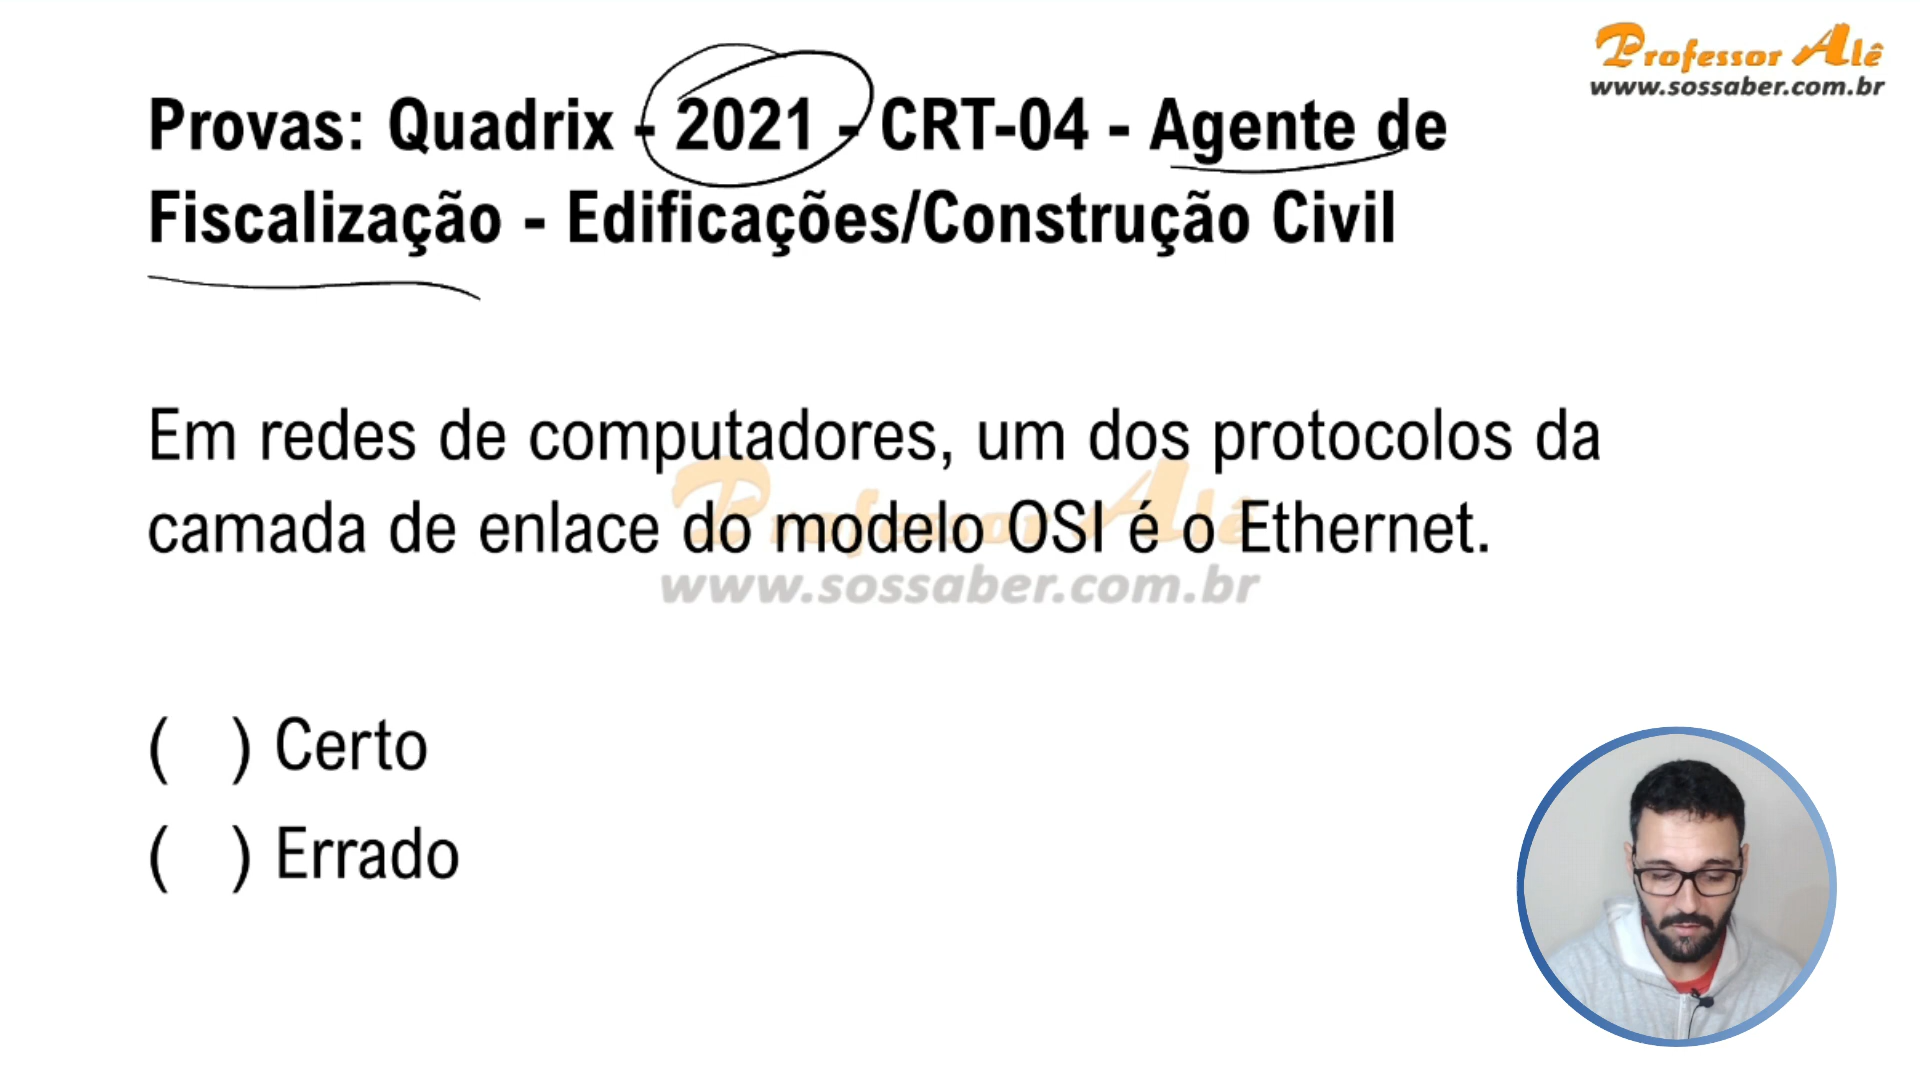 Professor Alê
www.sossaber.com.br
Provas: Quadrix - 2021 - CRT-04 - Agente de
Fiscalização - Edificações/Construção Civil
Em redes de computadores, um dos protocolos da
camada de enlace do modelo OSI é o Ethernet.
Professor Alê
www.sossaber.com.br
( ) Certo
( ) Errado